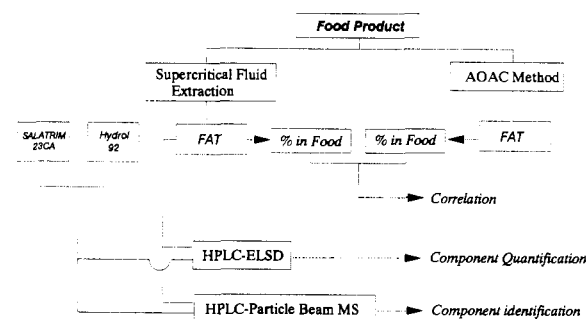 Food Product
Supercritical Fluid
Extraction
AOAC Method
SALATRIM
23CA
Hydrol
92
FAT
% in Food
% in Food
FAT
Correlation
HPLC-ELSD
Component Quantification
HPLC-Particle Beam MS
Component identification